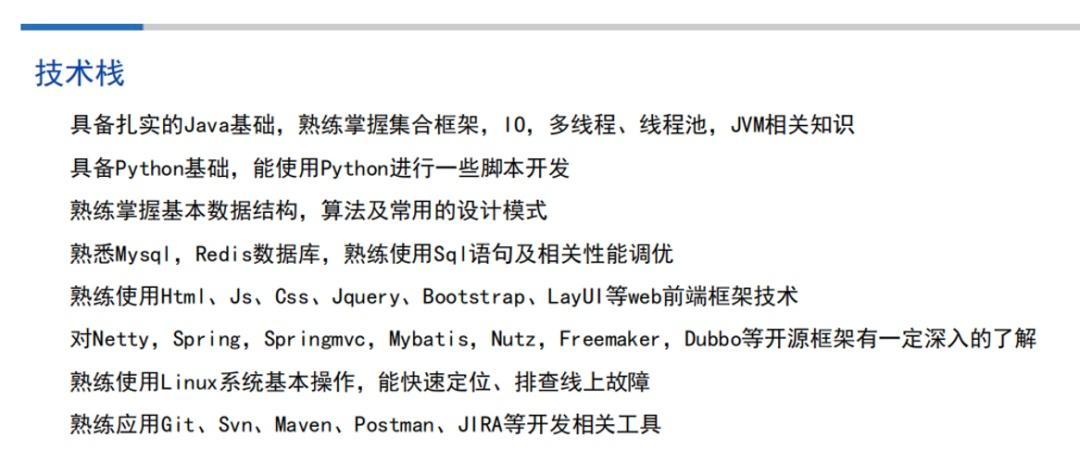 技术栈
具备扎实的Java基础，熟练掌握集合框架，IO，多线程、线程池，JVM相关知识
具备Python基础，能使用Python进行一些脚本开发
熟练掌握基本数据结构，算法及常用的设计模式
熟悉Mysql，Redis数据库，熟练使用Sql语句及相关性能调优
熟练使用Html、Js、Css、Jquery、Bootstrap、LayUI等web前端框架技术
对Netty，Spring，Springmvc，Mybatis，Nutz，Freemaker，Dubbo等开源框架有一定深入的了解
熟练使用Linux系统基本操作，能快速定位、排查线上故障
熟练应用Git、Svn、Maven、Postman、JIRA等开发相关工具